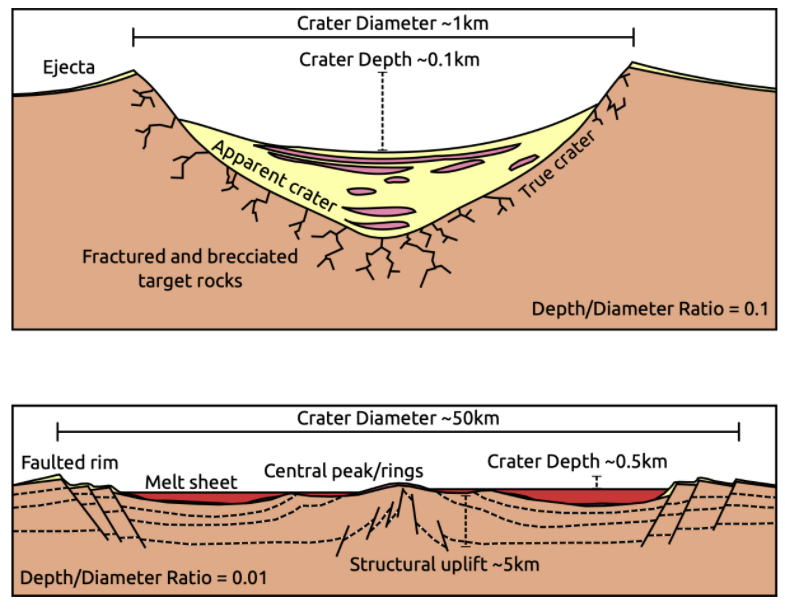 Crater Diameter ~1km
Crater Depth ~0.1km
Ejecta
Apparent crater
True crater
Fractured and brecciated
target rocks
Depth/Diameter Ratio = 0.1
Crater Diameter ~50km
Faulted rim
Melt sheet
Central peak/rings
Crater Depth ~0.5km
Structural uplift ~5km
Depth/Diameter Ratio = 0.01